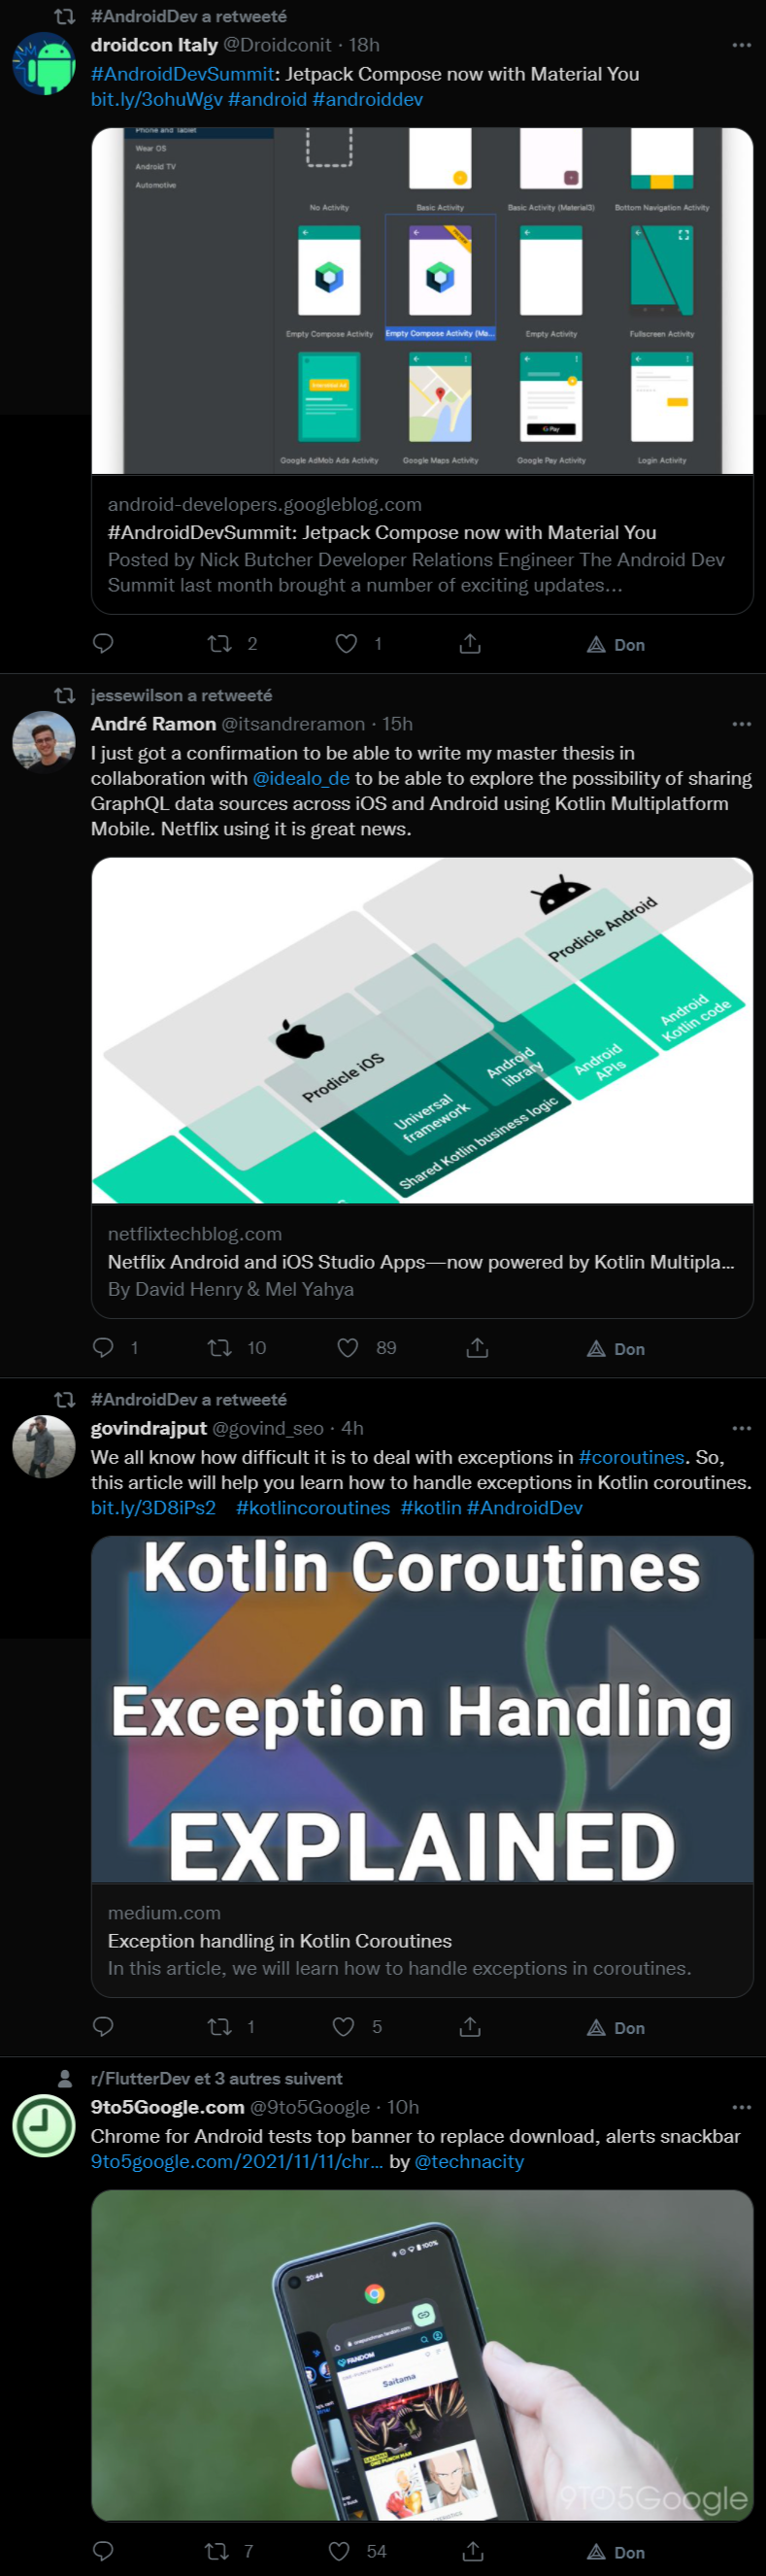 #AndroidDev a retweeté
droidcon Italy @Droidconit · 18h
#AndroidDevSummit: Jetpack Compose now with Material You
bit.ly/3ohuWgv #android #androiddev
Phone and Tablet
Wear OS
Android TV
Automotive
No Activity
Basic Activity
Basic Activity (Material3)
Bottom Navigation Activity
Empty Compose Activity
Empty Compose Activity (Ma...
Empty Activity
Fullscreen Activity
Google AdMob Ads Activity
Google Maps Activity
Google Pay Activity
Login Activity
android-developers.googleblog.com
#AndroidDevSummit: Jetpack Compose now with Material You
Posted by Nick Butcher Developer Relations Engineer The Android Dev
Summit last month brought a number of exciting updates…
2 1 Don
jessewilson a retweeté
André Ramon @itsandreramon · 15h
I just got a confirmation to be able to write my master thesis in
collaboration with @idealo_de to be able to explore the possibility of sharing
GraphQL data sources across iOS and Android using Kotlin Multiplatform
Mobile. Netflix using it is great news.
Prodicle Android
Prodicle iOS
Android
Kotlin code
Android
APIs
Android
library
Universal
framework
Shared Kotlin business logic
netflixtechblog.com
Netflix Android and iOS Studio Apps—now powered by Kotlin Multipla...
By David Henry & Mel Yahya
1 10 89 Don
#AndroidDev a retweeté
govindrajput @govind_seo · 4h
We all know how difficult it is to deal with exceptions in #coroutines. So,
this article will help you learn how to handle exceptions in Kotlin coroutines.
bit.ly/3D8iPs2 #kotlincoroutines #kotlin #AndroidDev
Kotlin Coroutines
Exception Handling
EXPLAINED
medium.com
Exception handling in Kotlin Coroutines
In this article, we will learn how to handle exceptions in coroutines.
1 5 Don
r/FlutterDev et 3 autres suivent
9to5Google.com @9to5Google · 10h
Chrome for Android tests top banner to replace download, alerts snackbar
9to5google.com/2021/11/11/chr... by @technacity
20:44
100%
FANDOM
Saitama
ONE PUNCH MAN
9TO5Google
7 54 Don